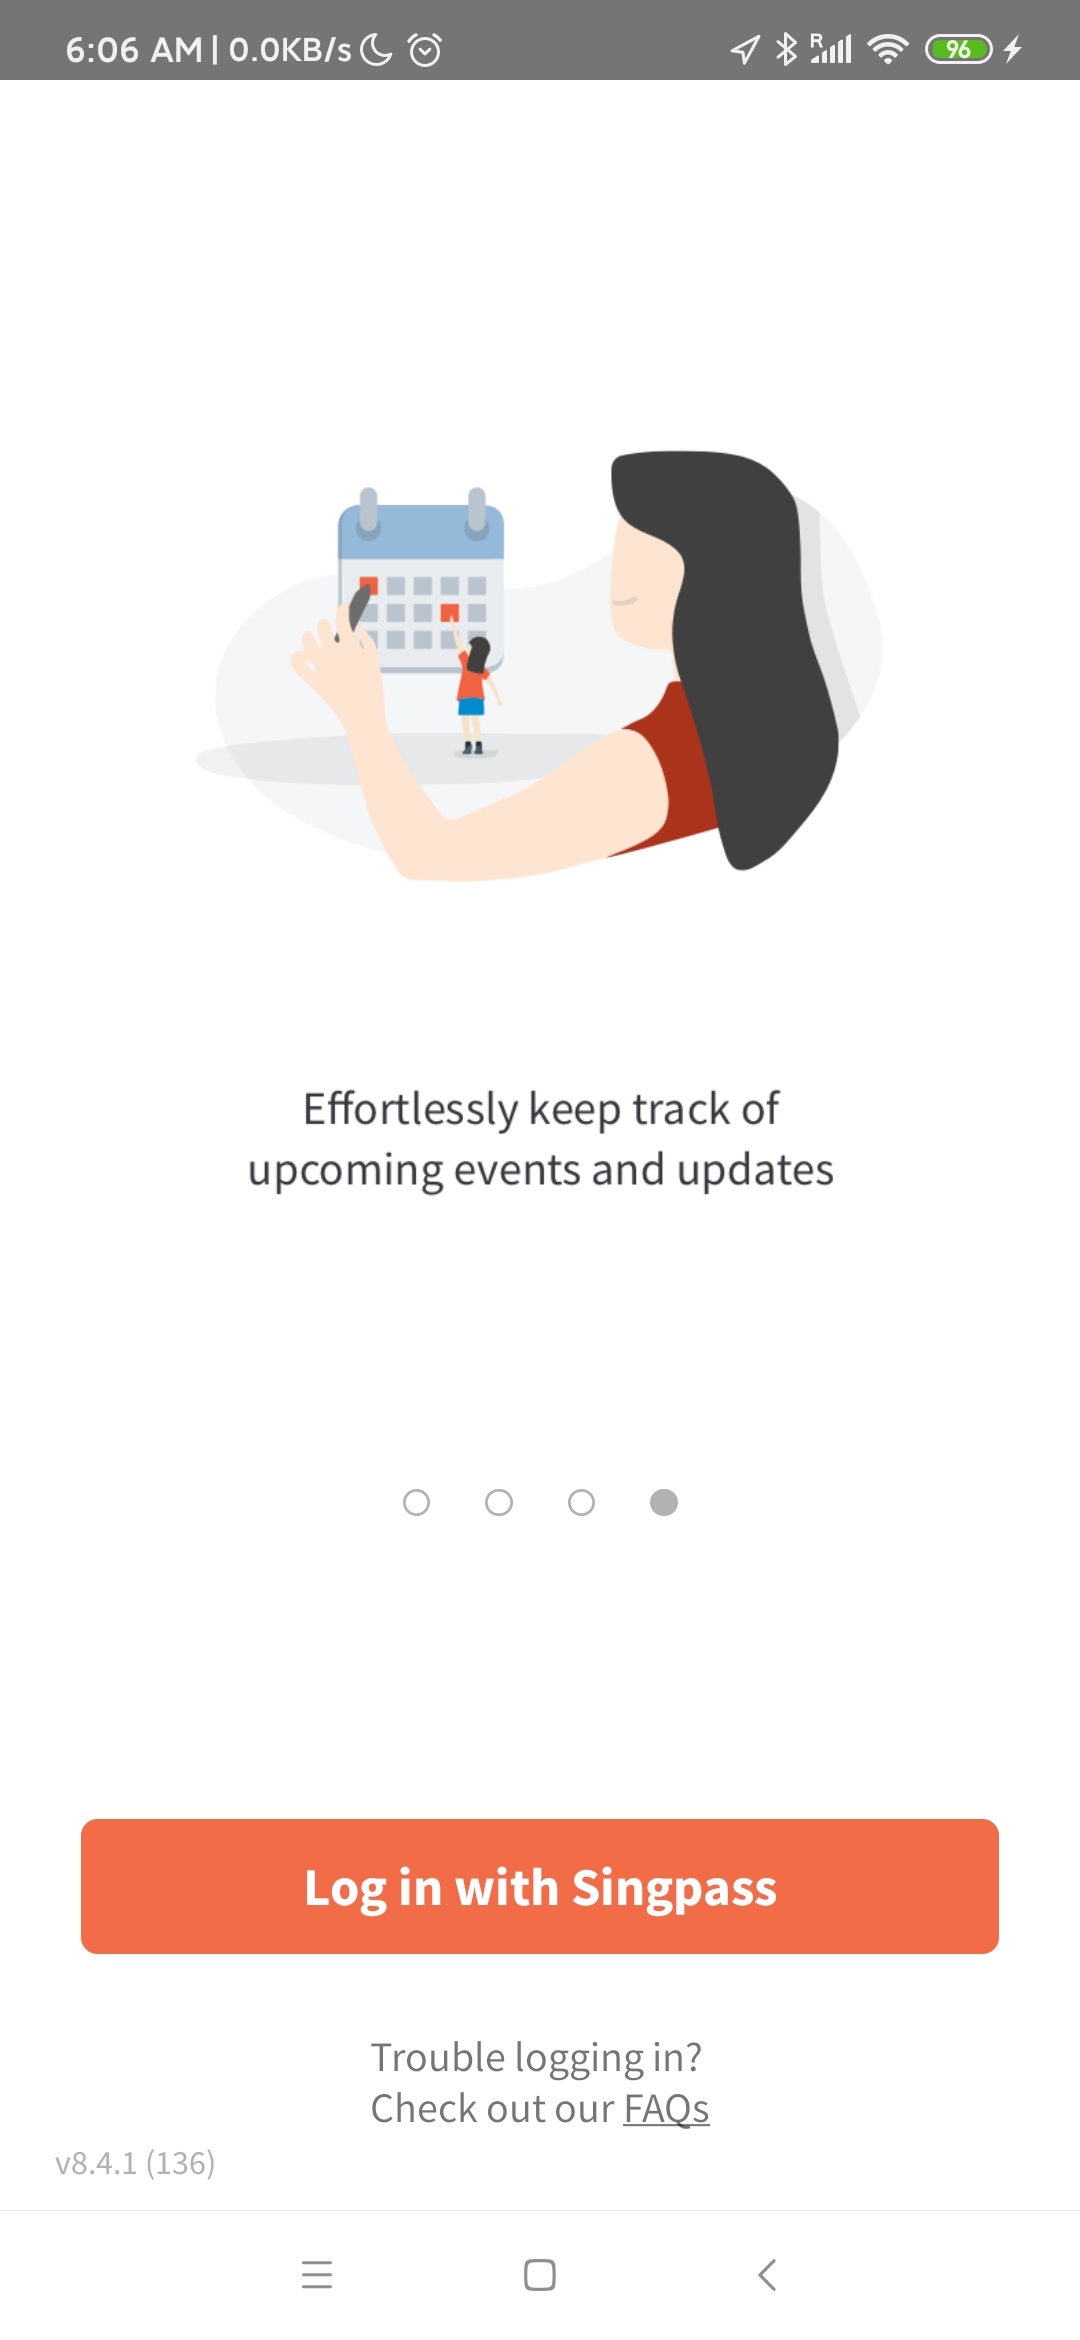 6:06 AM | 0.0KB/s R 96
Effortlessly keep track of
upcoming events and updates
Log in with Singpass
Trouble logging in?
Check out our FAQs
v8.4.1 (136)